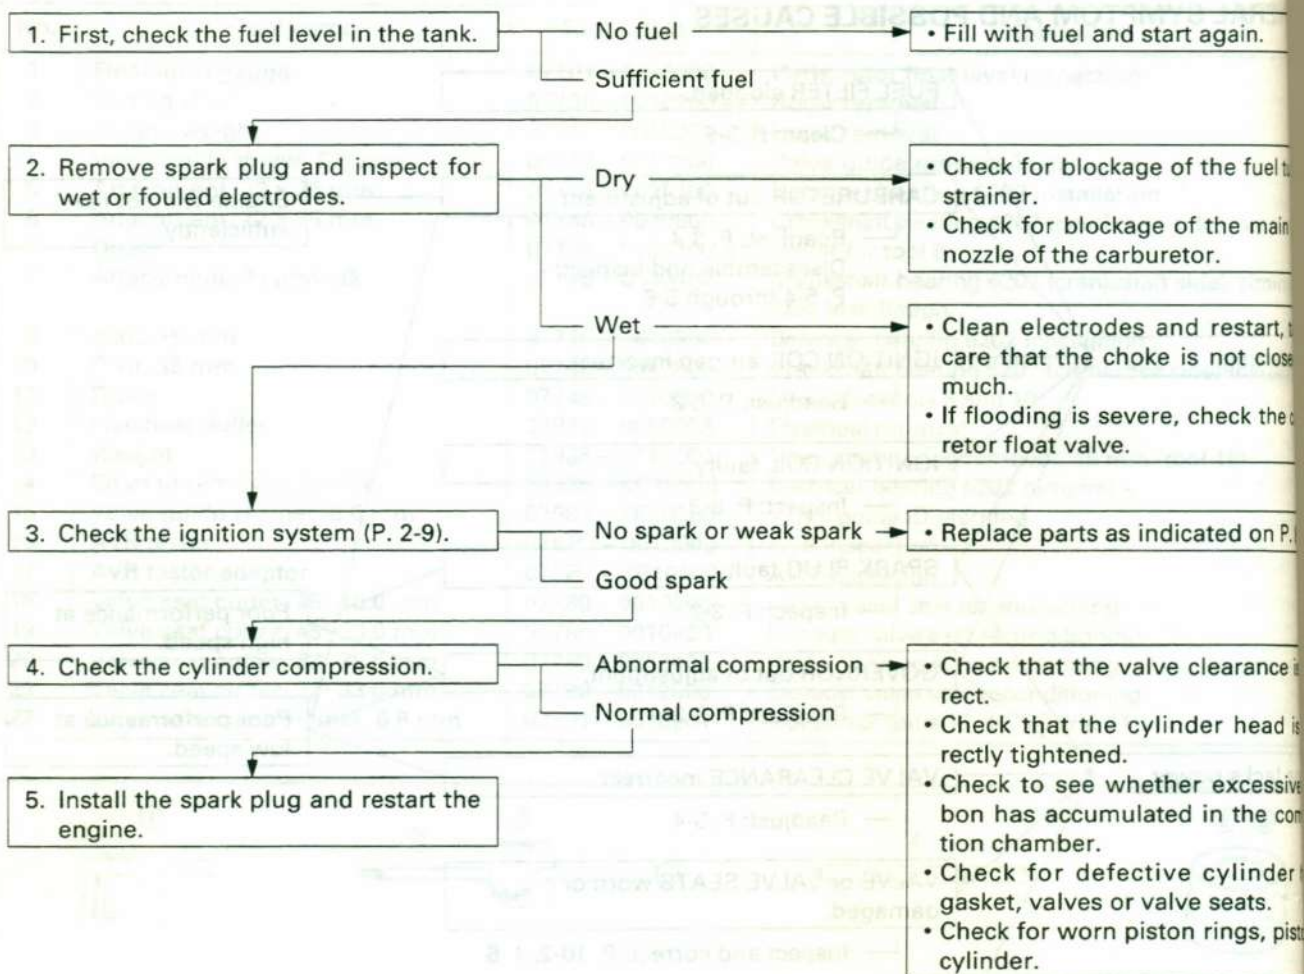 1. First, check the fuel level in the tank.
No fuel
• Fill with fuel and start again.
Sufficient fuel
2. Remove spark plug and inspect for
wet or fouled electrodes.
Dry
• Check for blockage of the fuel
strainer.
• Check for blockage of the main
nozzle of the carburetor.
Wet
• Clean electrodes and restart,
care that the choke is not
much.
• If flooding is severe, check the
retor float valve.
3. Check the ignition system (P. 2-9).
No spark or weak spark
• Replace parts as indicated on P.
Good spark
4. Check the cylinder compression.
Abnormal compression
• Check that the valve clearance
rect.
• Check that the cylinder head is
rectly tightened.
• Check to see whether excessive
bon has accumulated in the
tion chamber.
• Check for defective cylinder
gasket, valves or valve seats.
• Check for worn piston rings,
cylinder.
Normal compression
5. Install the spark plug and restart the
engine.